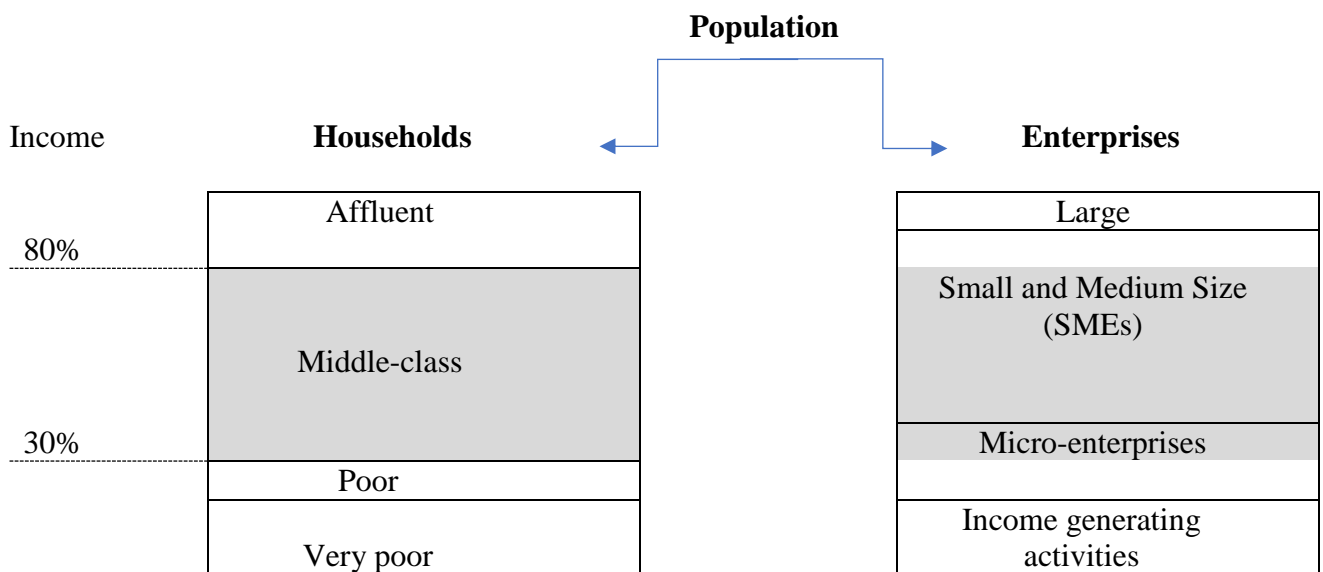 Population
Income
Households
Enterprises
Affluent
Large
80%
Small and Medium Size
(SMEs)
Middle-class
30%
Micro-enterprises
Poor
Income generating
activities
Very poor